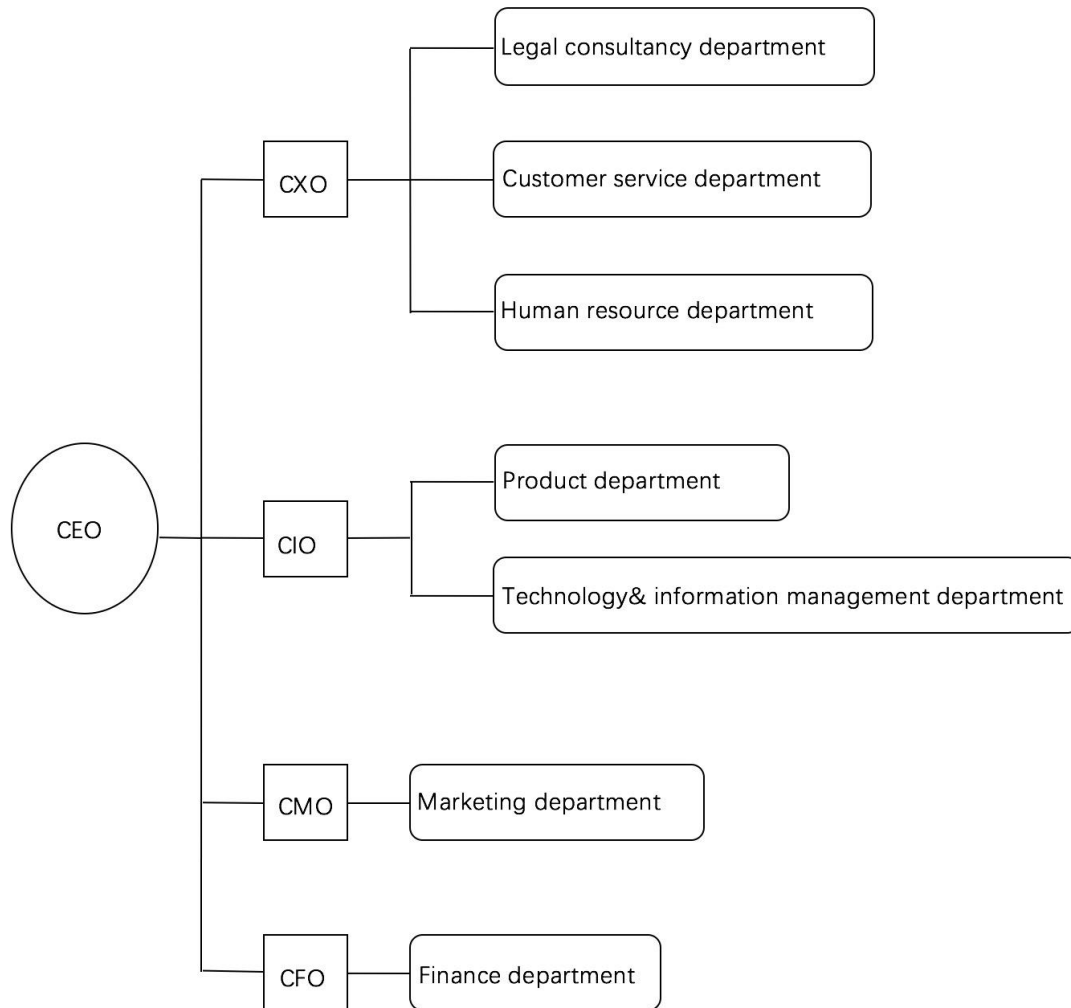 Legal consultancy department
CXO
Customer service department
Human resource department
CEO
CIO
Product department
Technology& information management department
CMO
Marketing department
CFO
Finance department